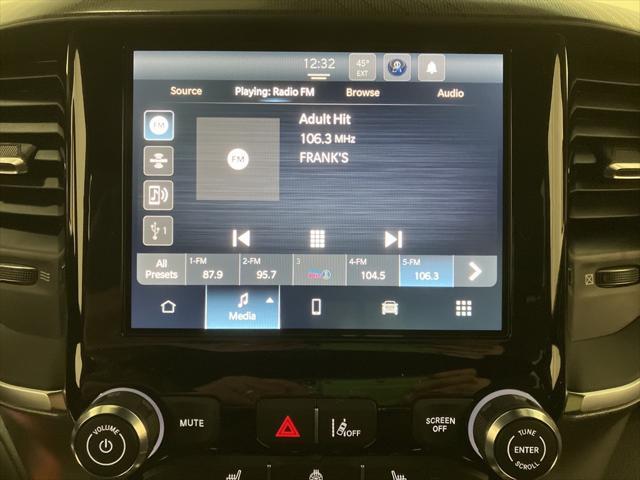 12:32
45°
EXT
Source Playing: Radio FM Browse Audio
FM
Adult Hit
106.3 MHz
FRANK'S
FM
1
All
Presets
1-FM
87.9
2-FM
95.7
3
4-FM
104.5
5-FM
106.3
Media
VOLUME
MUTE
OFF
SCREEN
OFF
TUNE
ENTER
SCROLL